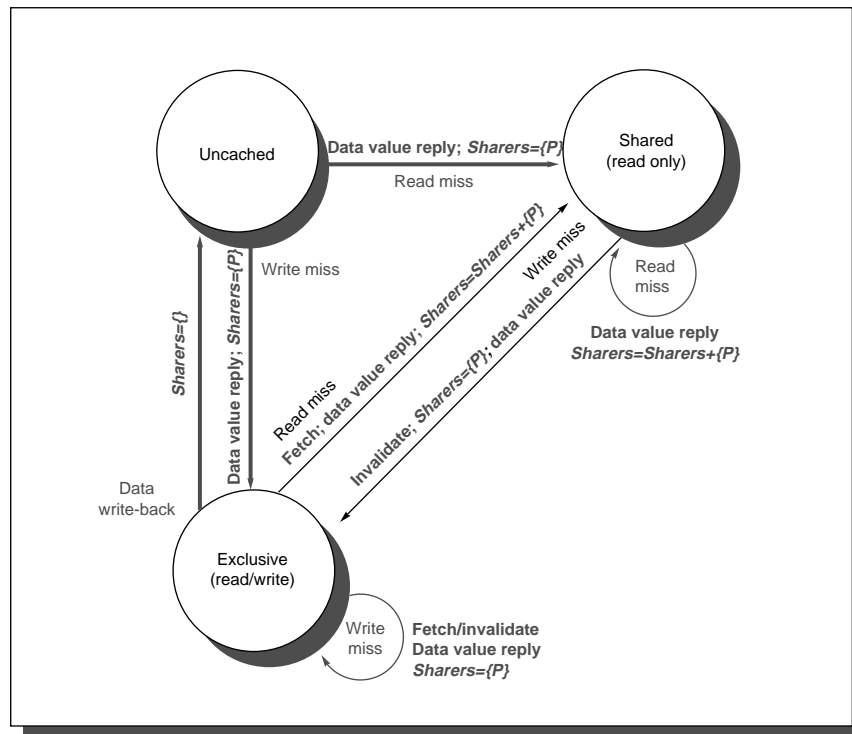 Uncached
Data value reply; Sharers={P}
Read miss
Shared
(read only)
Write miss
Data value reply; Sharers={P}
Sharers={}
Data
write-back
Read miss
Fetch; data value reply; Sharers=Sharers+{P}
Write miss
Invalidate; Sharers={P}; data value reply
Read
miss
Data value reply
Sharers=Sharers+{P}
Exclusive
(read/write)
Write
miss
Fetch/invalidate
Data value reply
Sharers={P}